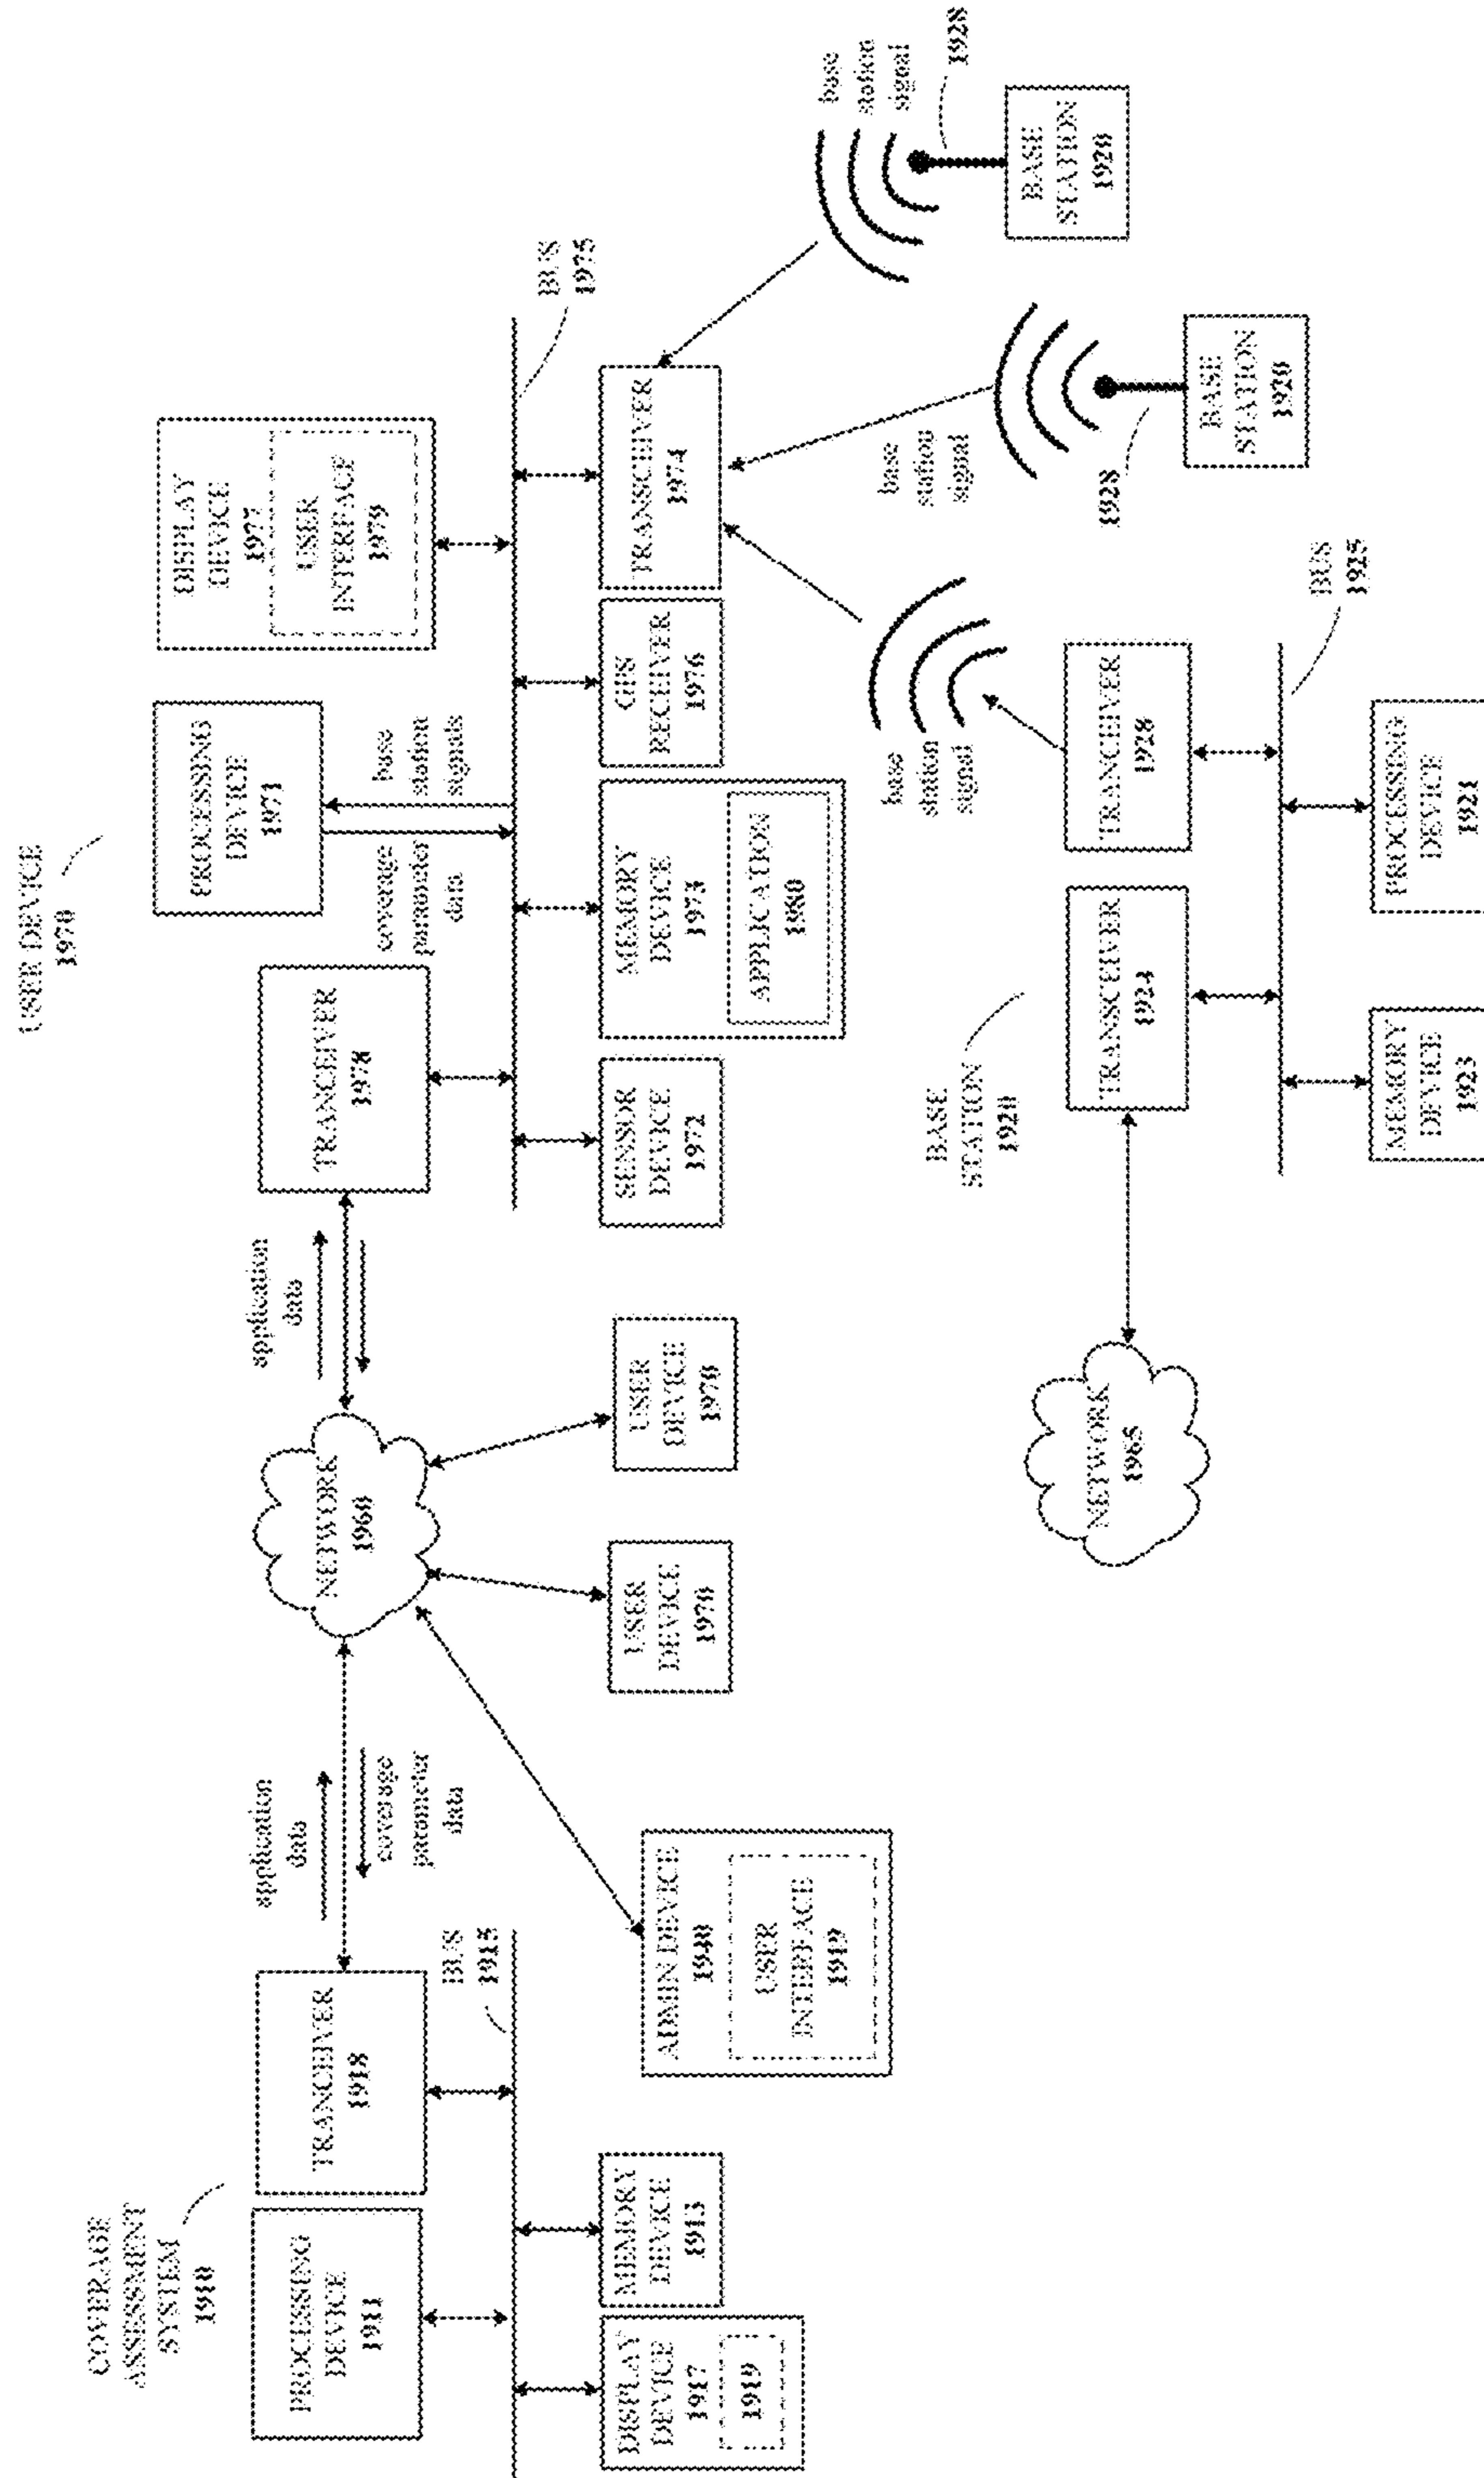 COVERAGE
ASSESSMENT
SYSTEM
1910
PROCESSING
DEVICE
1911
TRANCEIVER
1918
BUS
1915
DISPLAY
DEVICE
1917
1919
MEMORY
DEVICE
1913
application
data
coverage
parameter
data
ADMIN DEVICE
1940
USER
INTERFACE
1949
NETWORK
1960
USER
DEVICE
1970
USER
DEVICE
1970
application
data
USER DEVICE
1970
TRANCEIVER
1978
PROCESSING
DEVICE
1971
coverage
parameter
data
base
station
signals
DISPLAY
DEVICE
1977
USER
INTERFACE
1979
BUS
1975
SENSOR
DEVICE
1972
MEMORY
DEVICE
1973
APPLICATION
1980
GPS
RECEIVER
1976
TRANSCEIVER
1974
base
station
signal
1928
BASE
STATION
1920
base
station
signal
1928
BASE
STATION
1920
base
station
signal
NETWORK
1965
BASE
STATION
1920
TRANSCEIVER
1924
TRANCEIVER
1928
BUS
1925
MEMORY
DEVICE
1923
PROCESSING
DEVICE
1921